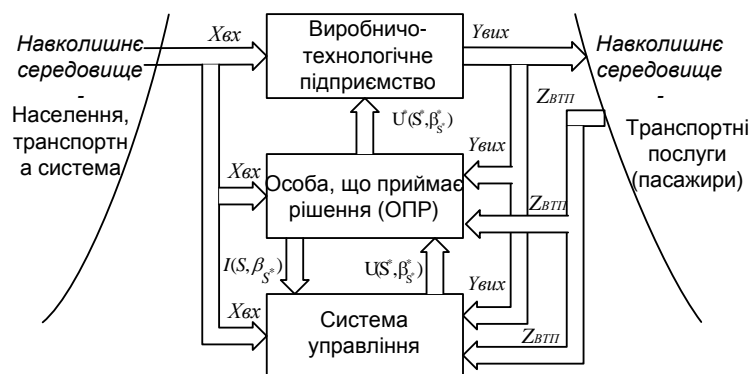 Навколишнє
середовище
-
Населення,
транспортн
а система
Xвх
Виробничо-
технологічне
підприємство
Yвих
Навколишнє
середовище
-
Транспортні
послуги
(пасажири)
ZВТП
U*(S*,β*S*)
Yвих
Xвх
Особа, що приймає
рішення (ОПР)
ZВТП
I(S, βS*)
U(S*,β*S*)
Yвих
Xвх
Система
управління
ZВТП